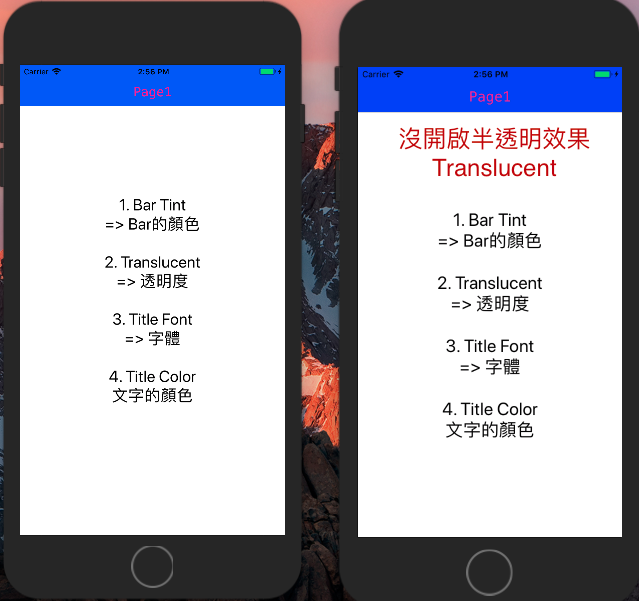 Carrier 2:56 PM
Page1
1. Bar Tint
=> Bar的顏色
2. Translucent
=> 透明度
3. Title Font
=> 字體
4. Title Color
文字的顏色
Carrier 2:56 PM
Page1
沒開啟半透明效果
Translucent
1. Bar Tint
=> Bar的顏色
2. Translucent
=> 透明度
3. Title Font
=> 字體
4. Title Color
文字的顏色